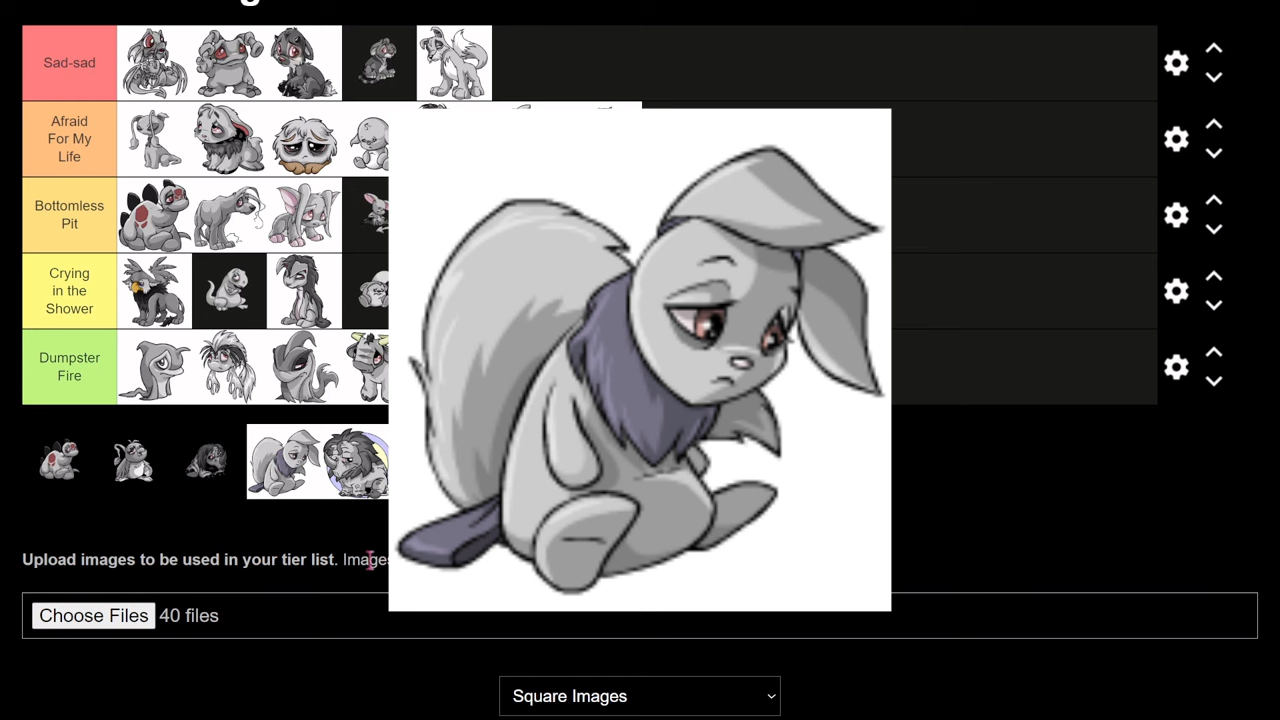 Sad-sad
Afraid
For My
Life
Bottomless
Pit
Crying
in the
Shower
Dumpster
Fire
Upload images to be used in your tier list. Images
Choose Files 40 files
Square Images